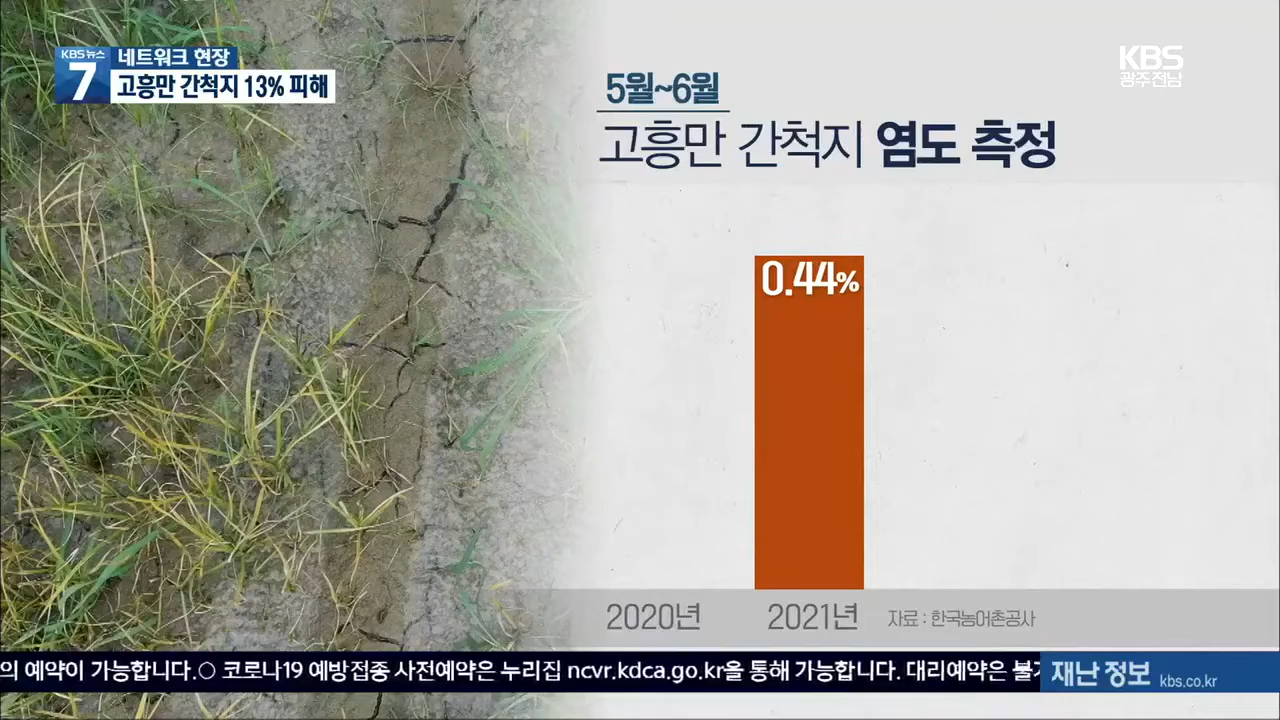 KBS뉴스
7
네트워크 현장
고흥만 간척지 13% 피해
KBS
광주전남
5월~6월
고흥만 간척지 염도 측정
0.44%
2020년
2021년
자료 : 한국농어촌공사
의 예약이 가능합니다.○ 코로나19 예방접종 사전예약은 누리집 ncvr.kdca.go.kr을 통해 가능합니다. 대리예약은
재난 정보 kbs.co.kr